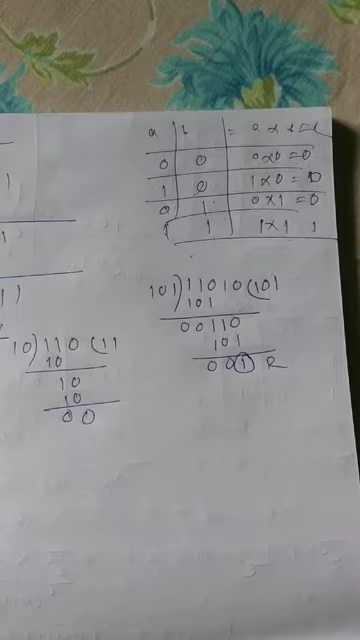 a | b | = a x b =
0 | 0 | 0x0=0
1 | 0 | 1x0=0
0 | 1 | 0x1=0
1 | 1 | 1x1 1
101)11010(101
101
00110
101
001 R
10)110(11
10
10
10
00